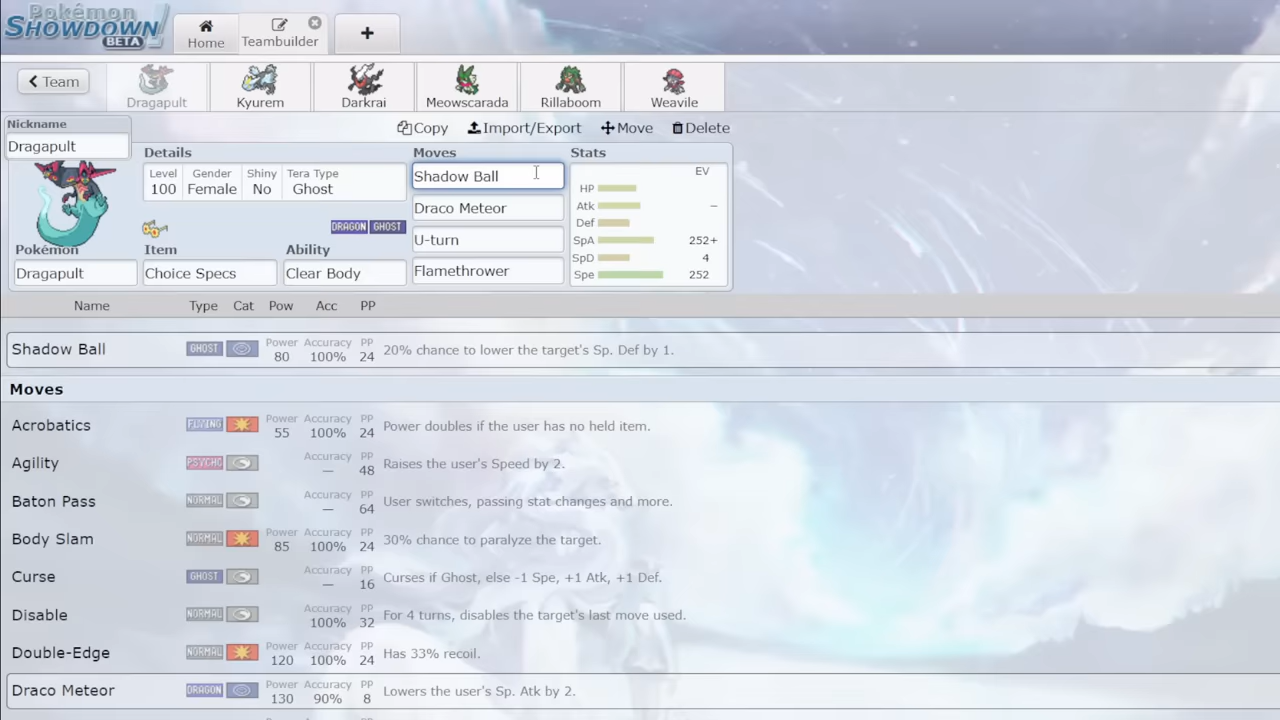 Pokémon
SHOWDOWN
BETA
Home
Teambuilder
+
Team
Dragapult
Kyurem
Darkrai
Meowscarada
Rillaboom
Weavile
Copy
Import/Export
Move
Delete
Nickname
Dragapult
Details
Level
100
Gender
Female
Shiny
No
Tera Type
Ghost
DRAGON GHOST
Pokémon
Dragapult
Item
Choice Specs
Ability
Clear Body
Moves
Shadow Ball
Draco Meteor
U-turn
Flamethrower
Stats
EV
HP
Atk –
Def
SpA 252+
SpD 4
Spe 252
Name Type Cat Pow Acc PP
Shadow Ball GHOST Power 80 Accuracy 100% PP 24 20% chance to lower the target's Sp. Def by 1.
Moves
Acrobatics FLYING Power 55 Accuracy 100% PP 24 Power doubles if the user has no held item.
Agility PSYCHC Accuracy — PP 48 Raises the user's Speed by 2.
Baton Pass NORMAL Accuracy — PP 64 User switches, passing stat changes and more.
Body Slam NORMAL Power 85 Accuracy 100% PP 24 30% chance to paralyze the target.
Curse GHOST Accuracy — PP 16 Curses if Ghost, else -1 Spe, +1 Atk, +1 Def.
Disable NORMAL Accuracy 100% PP 32 For 4 turns, disables the target's last move used.
Double-Edge NORMAL Power 120 Accuracy 100% PP 24 Has 33% recoil.
Draco Meteor DRAGON Power 130 Accuracy 90% PP 8 Lowers the user's Sp. Atk by 2.